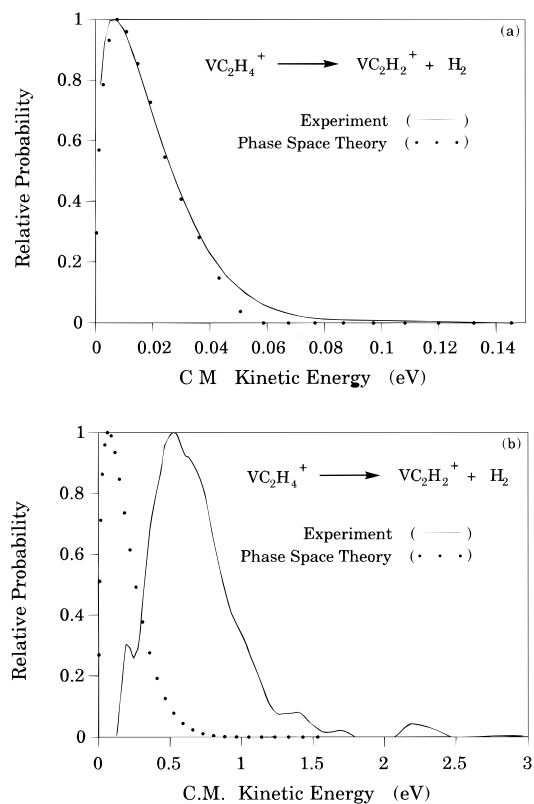 (a)
VC₂H₄⁺ ⟶ VC₂H₂⁺ + H₂
Experiment (———)
Phase Space Theory (• • •)
Relative Probability
1
0.8
0.6
0.4
0.2
0
0 0.02 0.04 0.06 0.08 0.1 0.12 0.14
C M Kinetic Energy (eV)
(b)
VC₂H₄⁺ ⟶ VC₂H₂⁺ + H₂
Experiment (———)
Phase Space Theory (• • •)
Relative Probability
1
0.8
0.6
0.4
0.2
0
0 0.5 1 1.5 2 2.5 3
C.M. Kinetic Energy (eV)